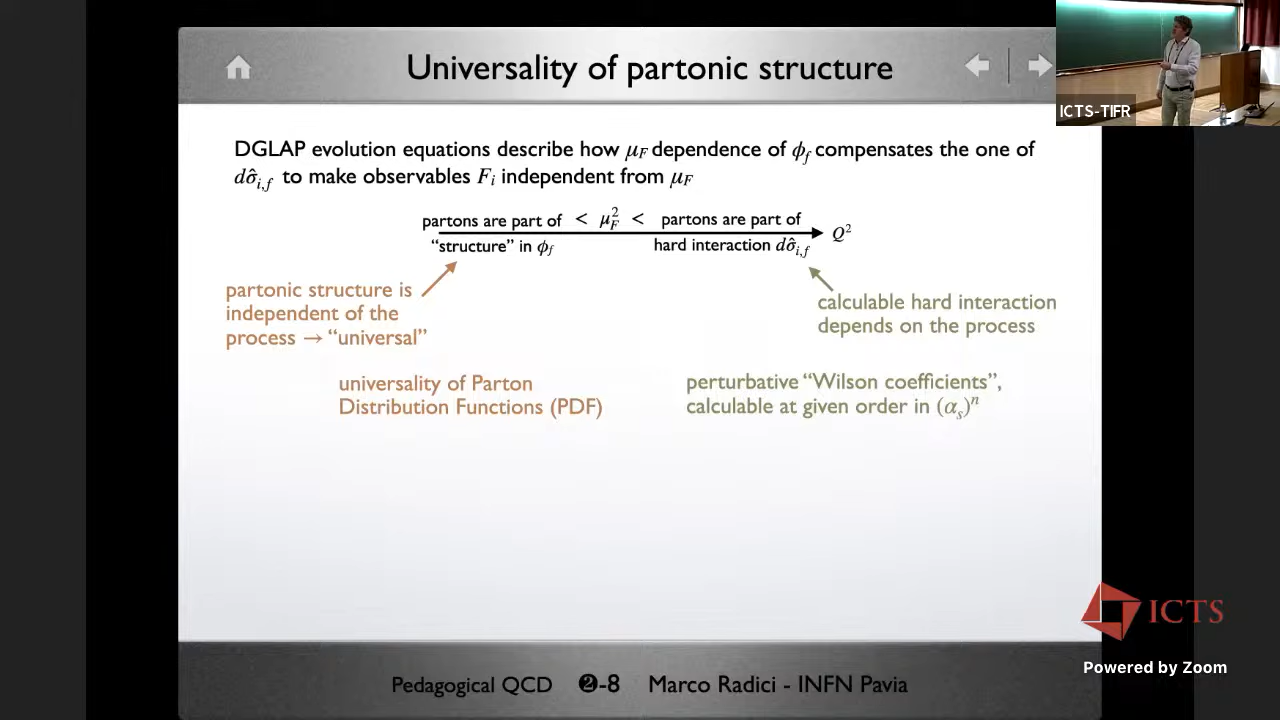 Universality of partonic structure
ICTS-TIFR
DGLAP evolution equations describe how μF dependence of ϕf compensates the one of
dσ̂i,f to make observables Fi independent from μF
partons are part of < μF² < partons are part of
"structure" in ϕf hard interaction dσ̂i,f
Q²
partonic structure is
independent of the
process → "universal"
calculable hard interaction
depends on the process
universality of Parton
Distribution Functions (PDF)
perturbative "Wilson coefficients",
calculable at given order in (αs)ⁿ
ICTS
Powered by Zoom
Pedagogical QCD ❷-8 Marco Radici - INFN Pavia